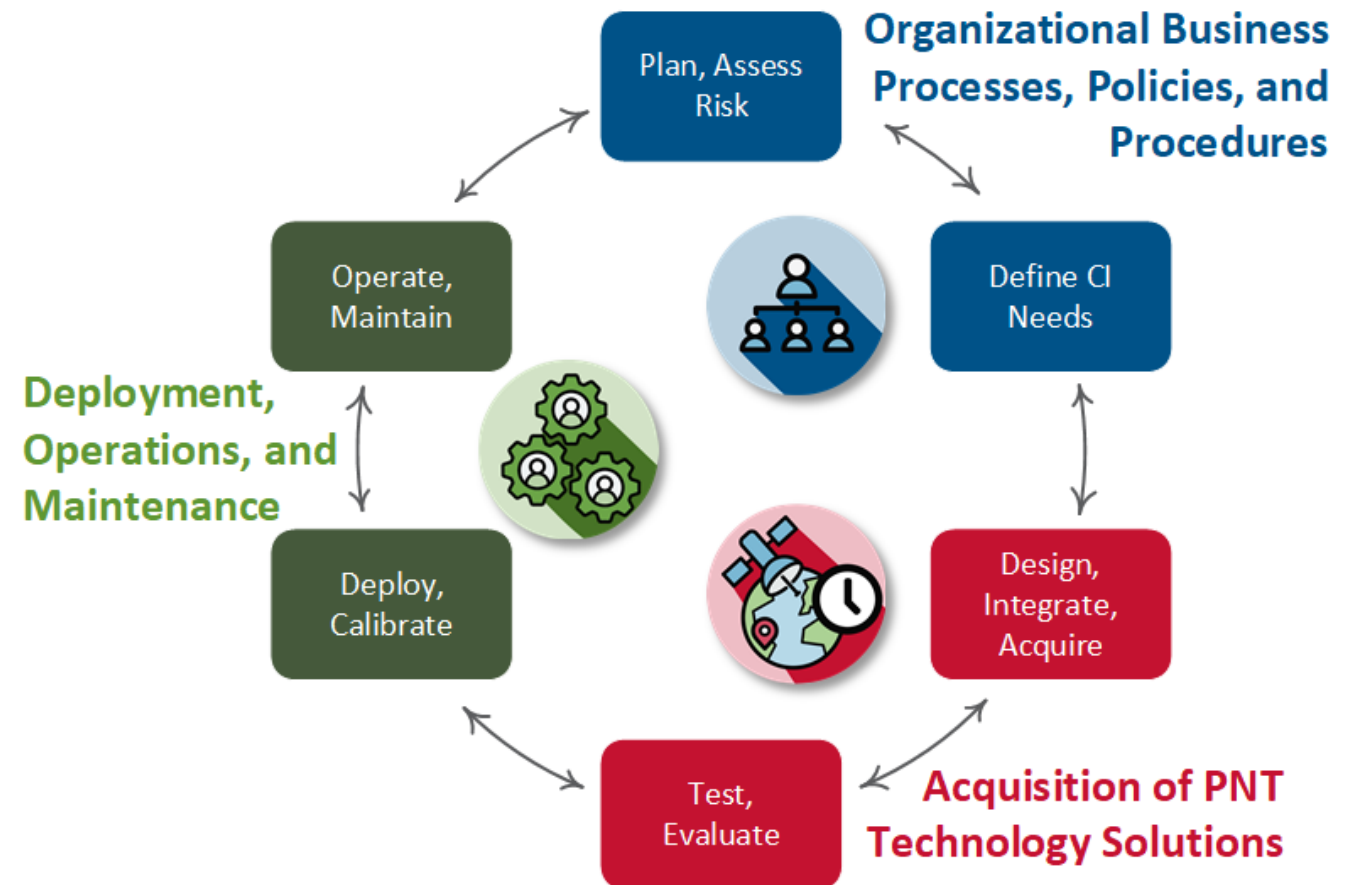 Plan, Assess
Risk
Organizational Business
Processes, Policies, and
Procedures
Define CI
Needs
Design,
Integrate,
Acquire
Acquisition of PNT
Technology Solutions
Test,
Evaluate
Deploy,
Calibrate
Deployment,
Operations, and
Maintenance
Operate,
Maintain